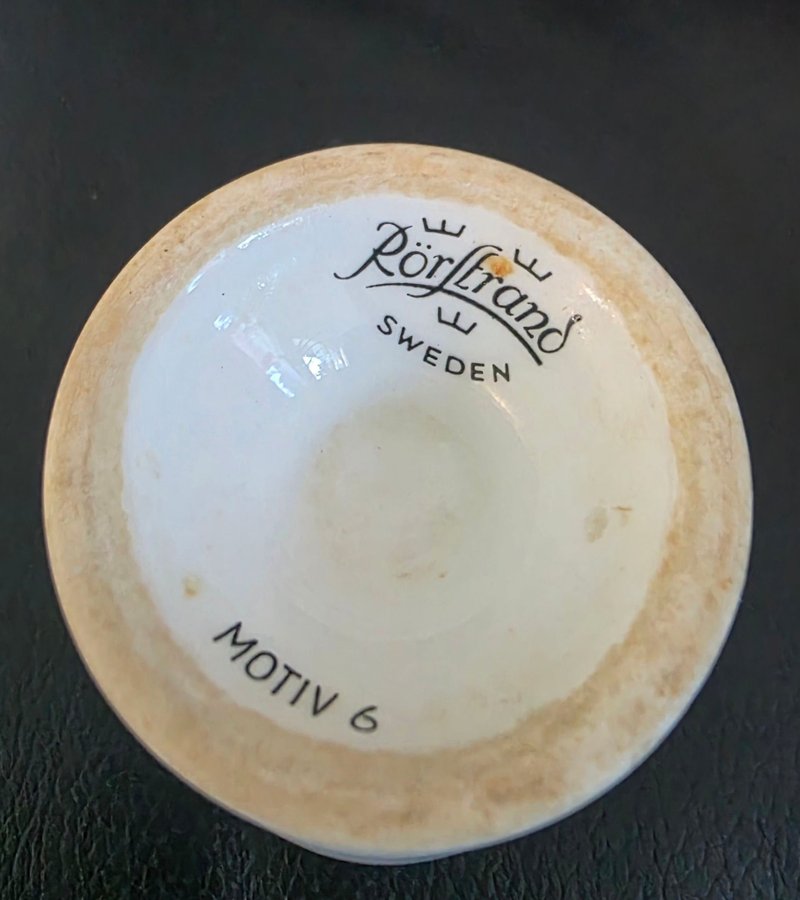 Rörstrand
SWEDEN
MOTIV 6